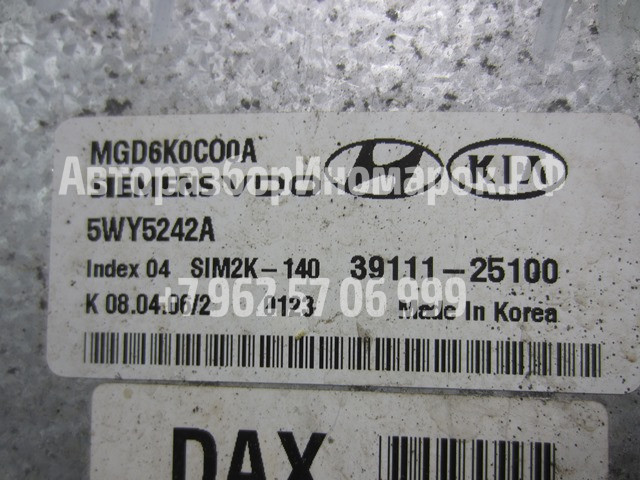 MGD6K0C00A
SIEMENS VDO
KIA
АвторазборИномарок.РФ
5WY5242A
Index 04 SIM2K-140 39111-25100
+7 962 57 06 999
K 08.04.06/2 0123 Made In Korea
DAX